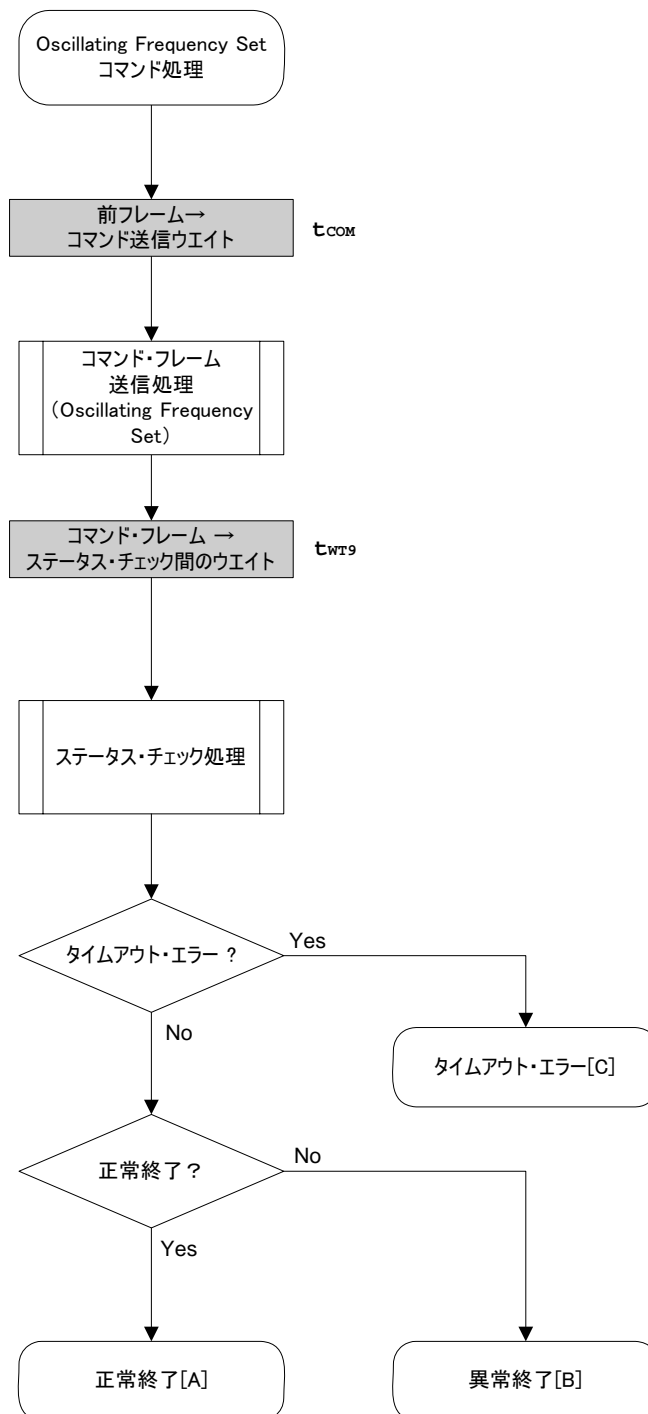 Oscillating Frequency Set
コマンド処理
前フレーム→
コマンド送信ウエイト
tCOM
コマンド・フレーム
送信処理
（Oscillating Frequency
Set）
コマンド・フレーム →
ステータス・チェック間のウエイト
tWT9
ステータス・チェック処理
タイムアウト・エラー ?
Yes
No
タイムアウト・エラー[C]
正常終了？
No
Yes
正常終了[A]
異常終了[B]